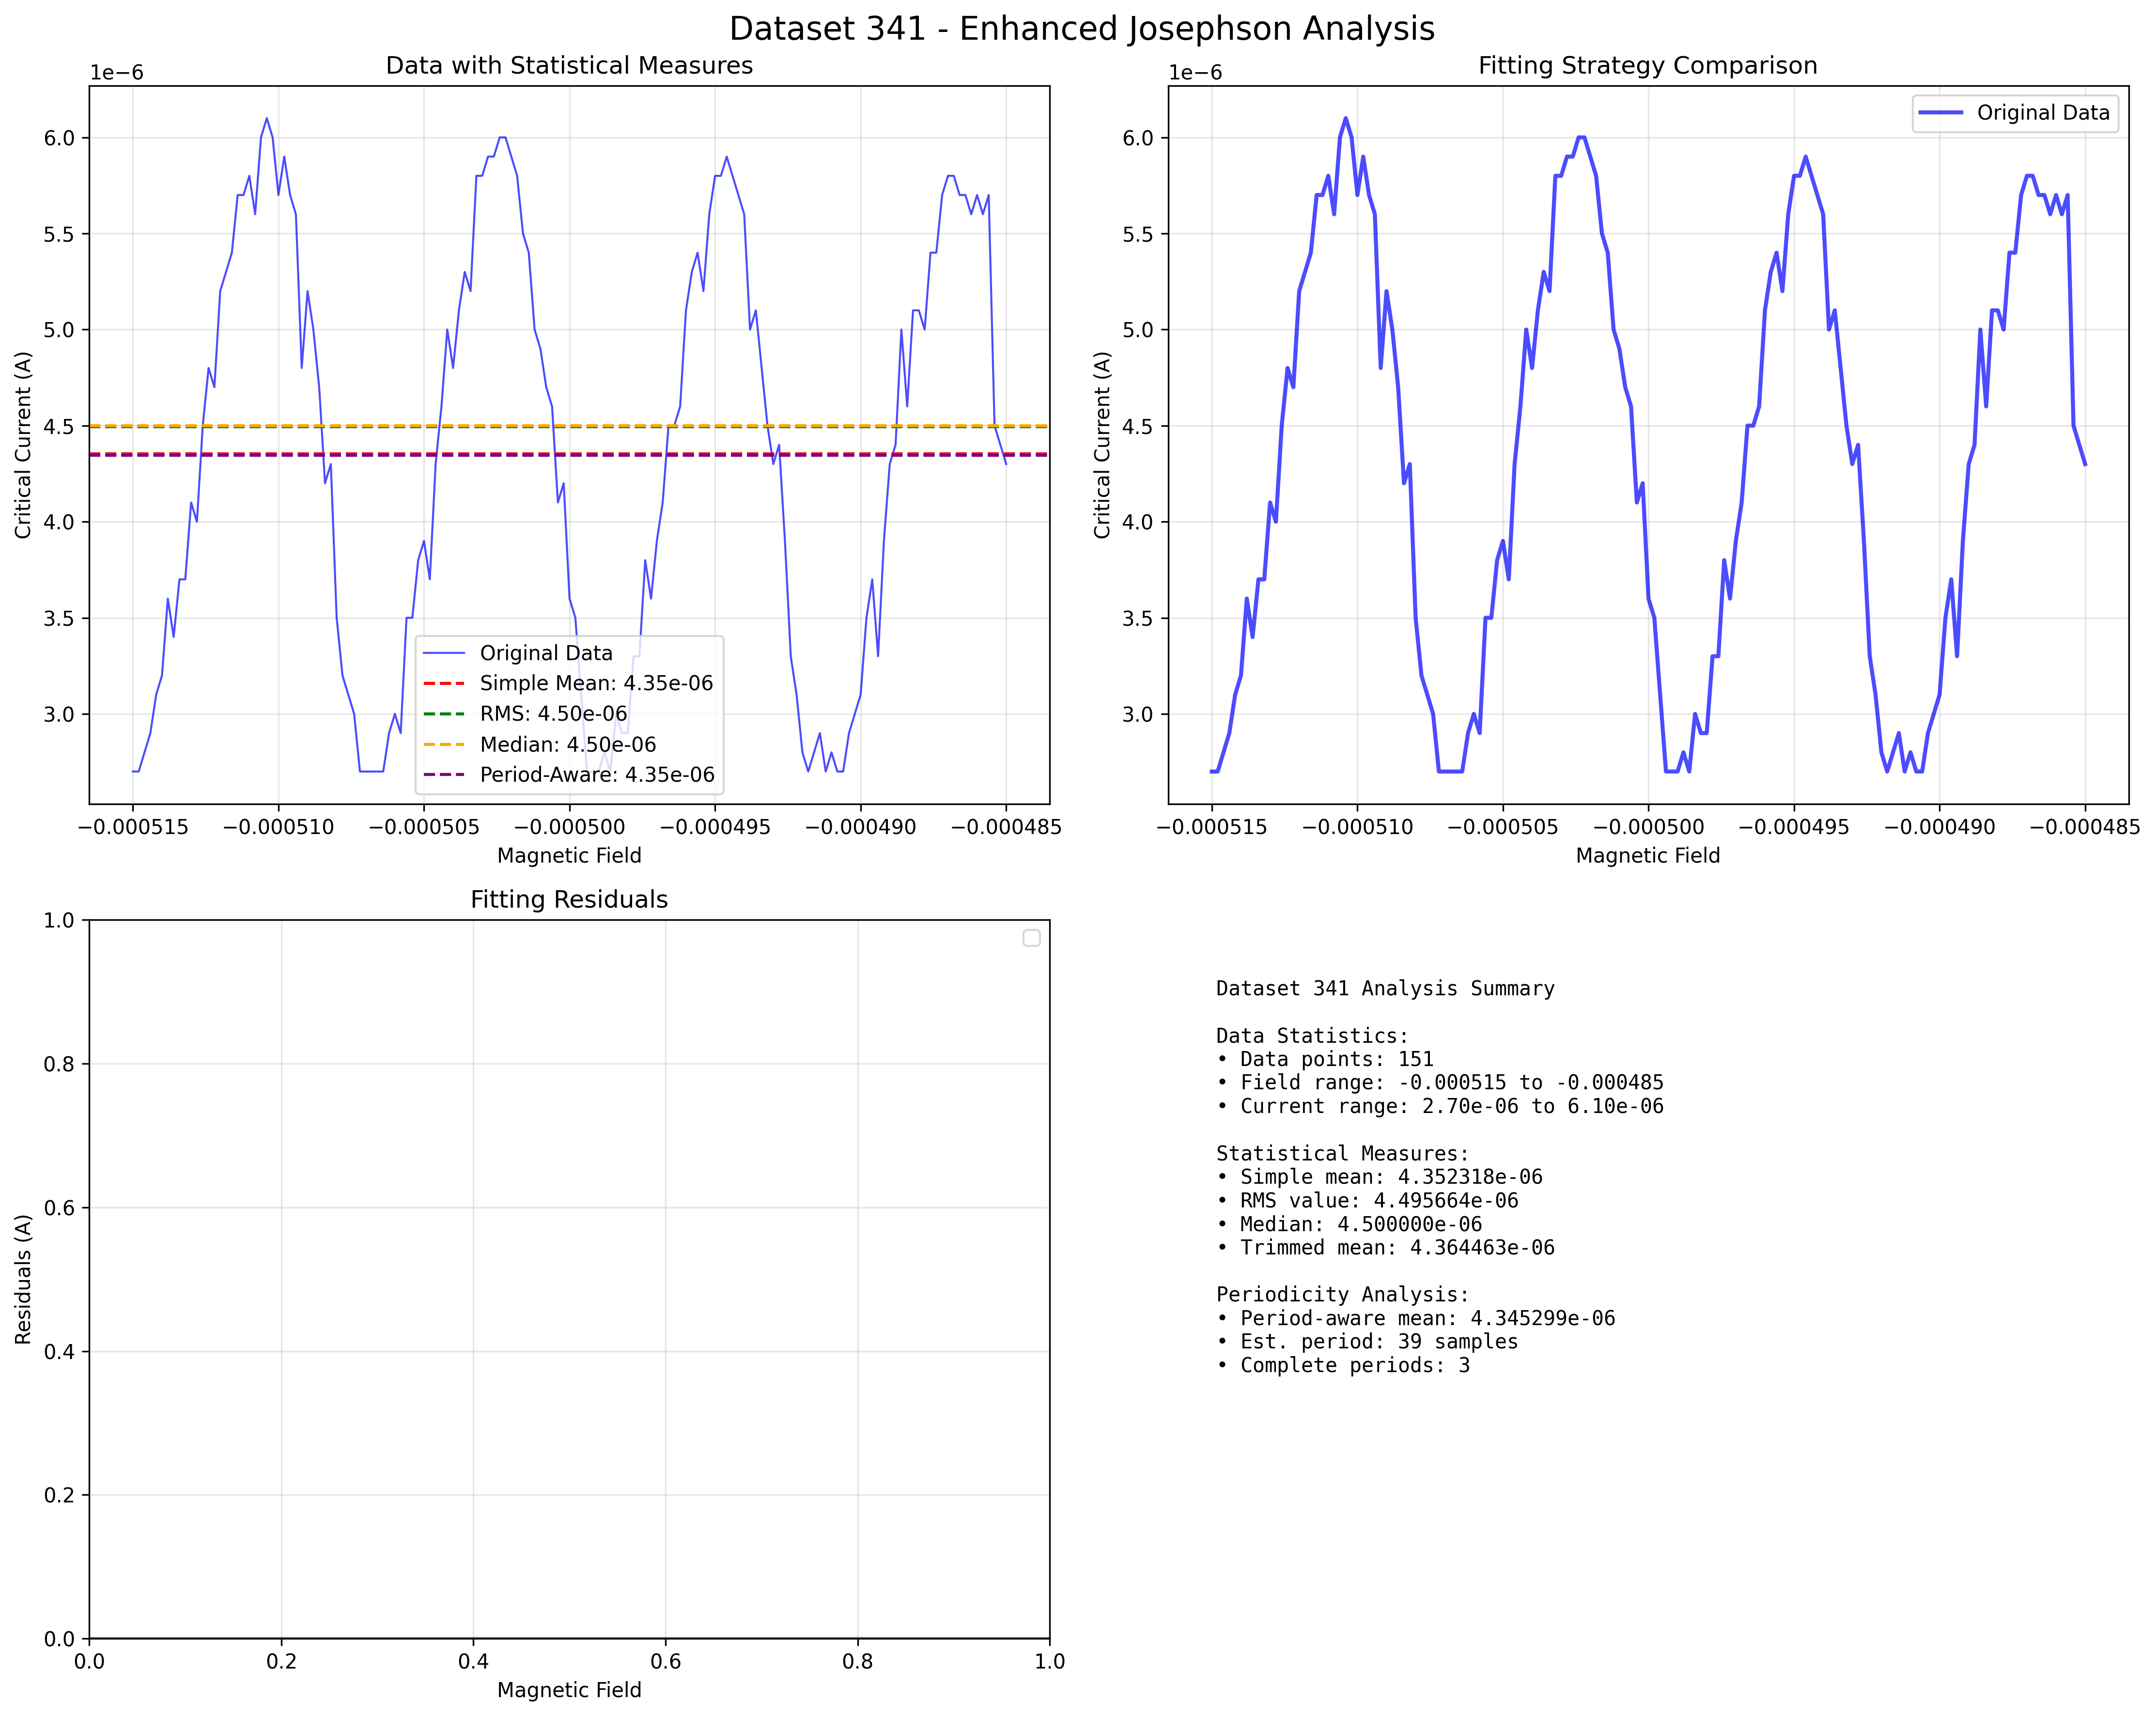 Dataset 341 - Enhanced Josephson Analysis
Data with Statistical Measures
1e−6
Critical Current (A)
6.0
5.5
5.0
4.5
4.0
3.5
3.0
Original Data
Simple Mean: 4.35e-06
RMS: 4.50e-06
Median: 4.50e-06
Period-Aware: 4.35e-06
−0.000515 −0.000510 −0.000505 −0.000500 −0.000495 −0.000490 −0.000485
Magnetic Field
Fitting Strategy Comparison
1e−6
Original Data
Critical Current (A)
6.0
5.5
5.0
4.5
4.0
3.5
3.0
−0.000515 −0.000510 −0.000505 −0.000500 −0.000495 −0.000490 −0.000485
Magnetic Field
Fitting Residuals
Residuals (A)
1.0
0.8
0.6
0.4
0.2
0.0
0.0 0.2 0.4 0.6 0.8 1.0
Magnetic Field
Dataset 341 Analysis Summary
Data Statistics:
• Data points: 151
• Field range: -0.000515 to -0.000485
• Current range: 2.70e-06 to 6.10e-06
Statistical Measures:
• Simple mean: 4.352318e-06
• RMS value: 4.495664e-06
• Median: 4.500000e-06
• Trimmed mean: 4.364463e-06
Periodicity Analysis:
• Period-aware mean: 4.345299e-06
• Est. period: 39 samples
• Complete periods: 3